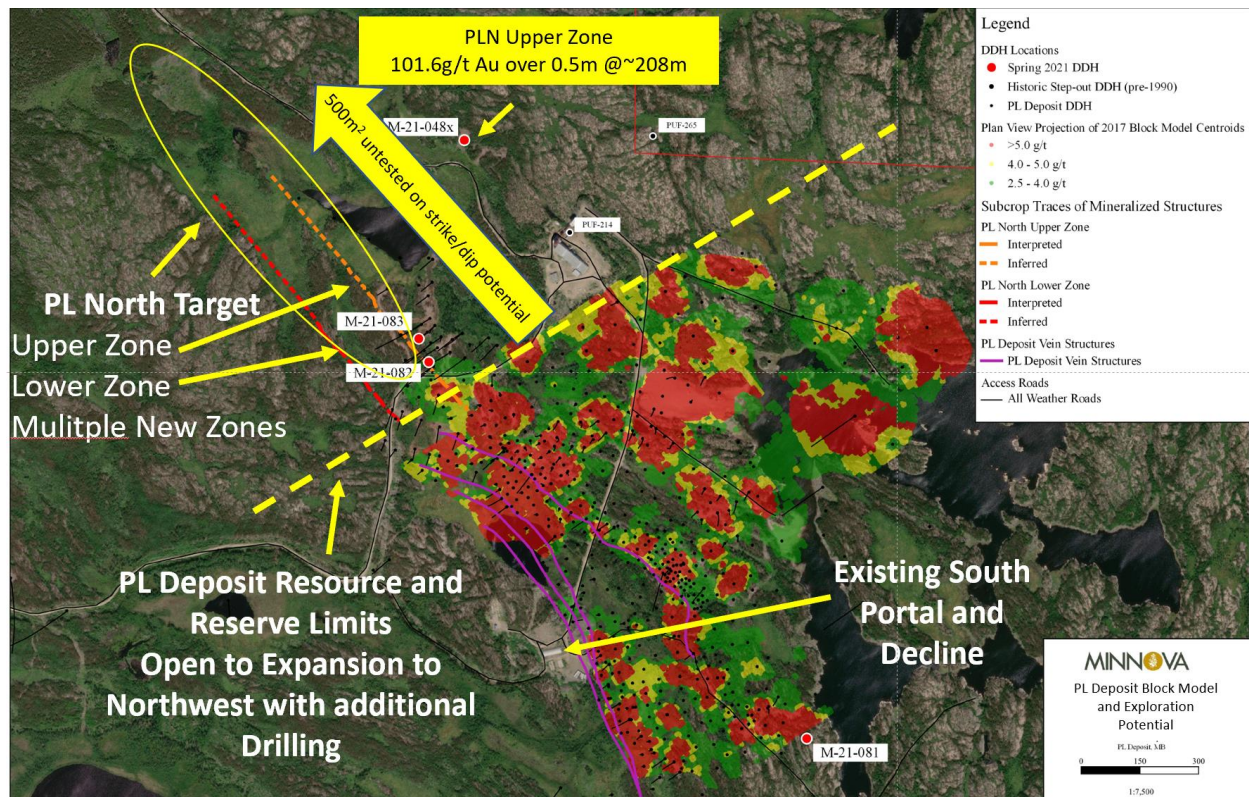 PLN Upper Zone
101.6g/t Au over 0.5m @~208m
500m² untested on strike/dip potential
M-21-048x
PUF-265
PUF-214
PL North Target
Upper Zone
Lower Zone
Mulitple New Zones
M-21-083
M-21-082
PL Deposit Resource and
Reserve Limits
Open to Expansion to
Northwest with additional
Drilling
Existing South
Portal and
Decline
M-21-081
Legend
DDH Locations
Spring 2021 DDH
Historic Step-out DDH (pre-1990)
PL Deposit DDH
Plan View Projection of 2017 Block Model Centroids
>5.0 g/t
4.0 - 5.0 g/t
2.5 - 4.0 g/t
Subcrop Traces of Mineralized Structures
PL North Upper Zone
Interpreted
Inferred
PL North Lower Zone
Interpreted
Inferred
PL Deposit Vein Structures
PL Deposit Vein Structures
Access Roads
All Weather Roads
MINNOVA
PL Deposit Block Model
and Exploration
Potential
PL Deposit, MB
0 150 300
1:7,500